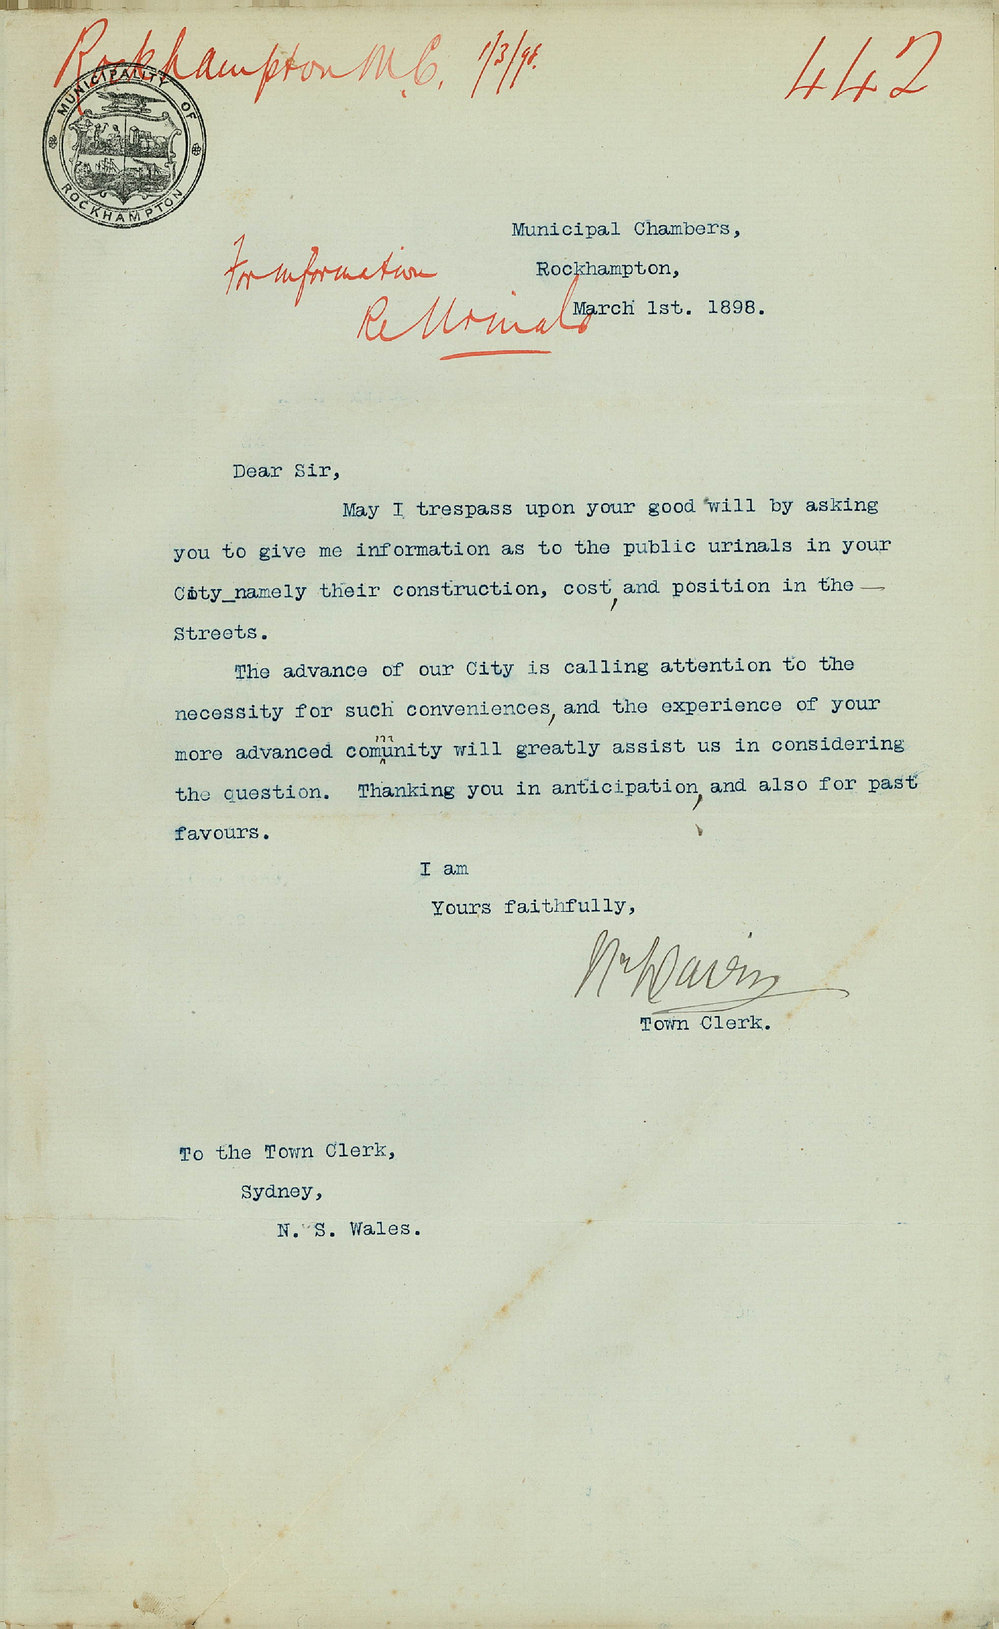 Rockhampton M.C. 1/3/98. 442
MUNICIPALITY OF
ROCKHAMPTON
Municipal Chambers,
Rockhampton,
March 1st. 1898.
For information
Re Urinals
Dear Sir,
May I trespass upon your good will by asking
you to give me information as to the public urinals in your
City_namely their construction, cost, and position in the —
Streets.
The advance of our City is calling attention to the
necessity for such conveniences, and the experience of your
more advanced community will greatly assist us in considering
the question. Thanking you in anticipation, and also for past
favours.
I am
Yours faithfully,
Town Clerk.
To the Town Clerk,
Sydney,
N. S. Wales.